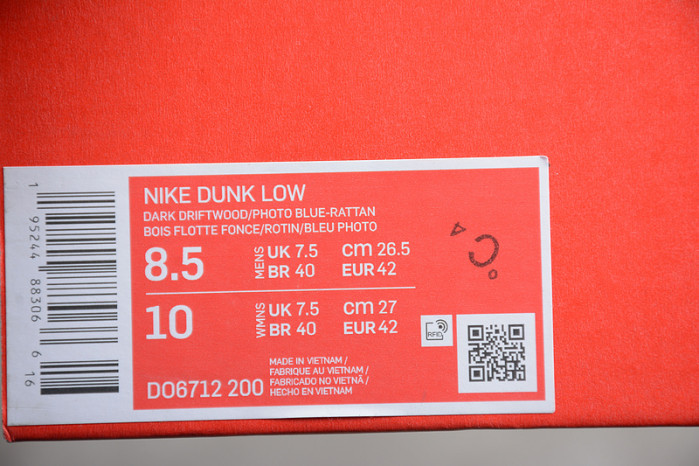 NIKE DUNK LOW
DARK DRIFTWOOD/PHOTO BLUE-RATTAN
BOIS FLOTTE FONCE/ROTIN/BLEU PHOTO
8.5 MENS UK 7.5 cm 26.5
BR 40 EUR 42
10 WMNS UK 7.5 cm 27
BR 40 EUR 42
RFID
DO6712 200
MADE IN VIETNAM /
FABRIQUE AU VIETNAM /
FABRICADO NO VIETNÃ /
HECHO EN VIETNAM
1 95244 88306 6 16